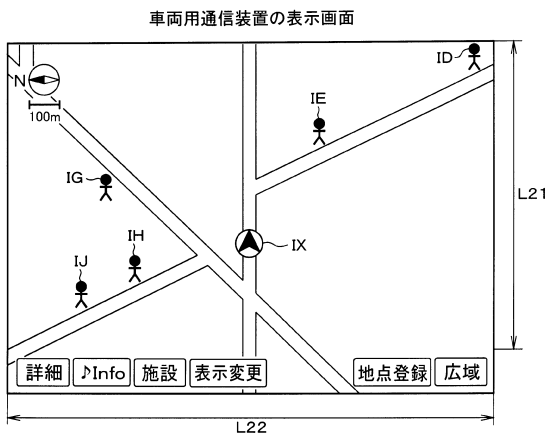 車両用通信装置の表示画面
ID
N
100m
IE
L21
IG
IX
IH
IJ
詳細 ♪Info 施設 表示変更 地点登録 広域
L22